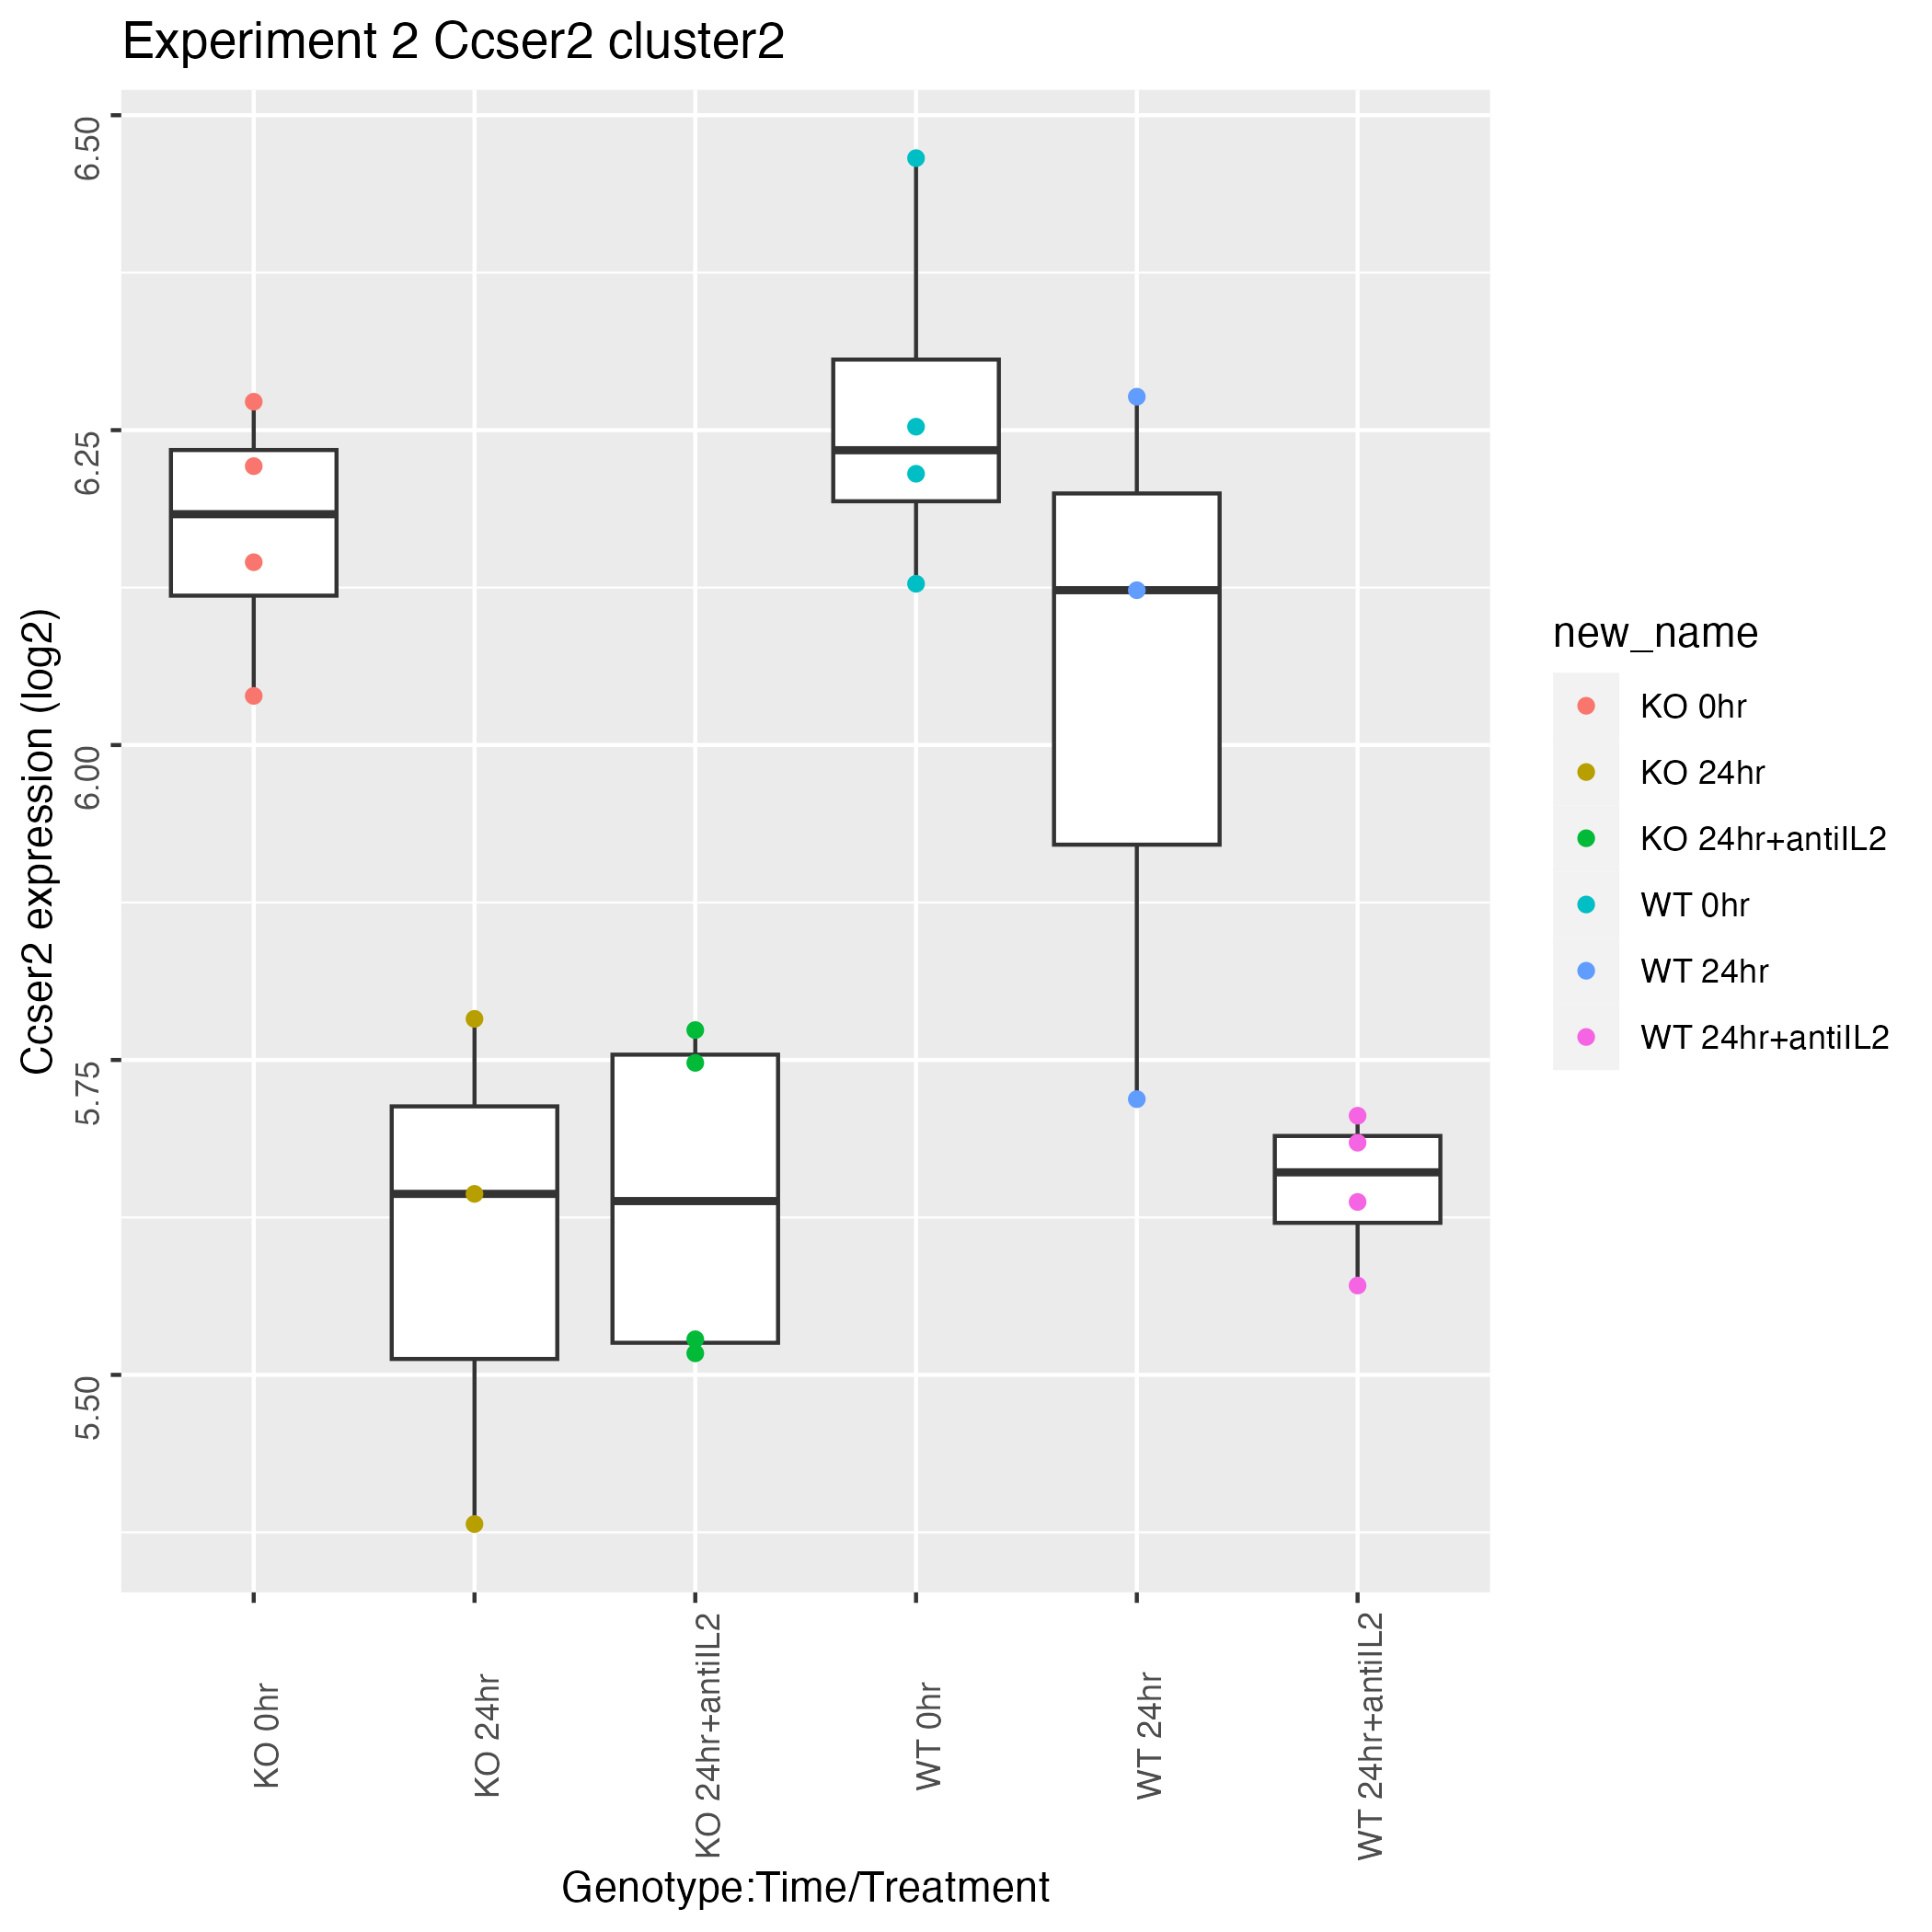 Experiment 2 Ccser2 cluster2
Ccser2 expression (log2)
6.50
6.25
6.00
5.75
5.50
KO 0hr
KO 24hr
KO 24hr+antiIL2
WT 0hr
WT 24hr
WT 24hr+antiIL2
Genotype:Time/Treatment
new_name
KO 0hr
KO 24hr
KO 24hr+antiIL2
WT 0hr
WT 24hr
WT 24hr+antiIL2